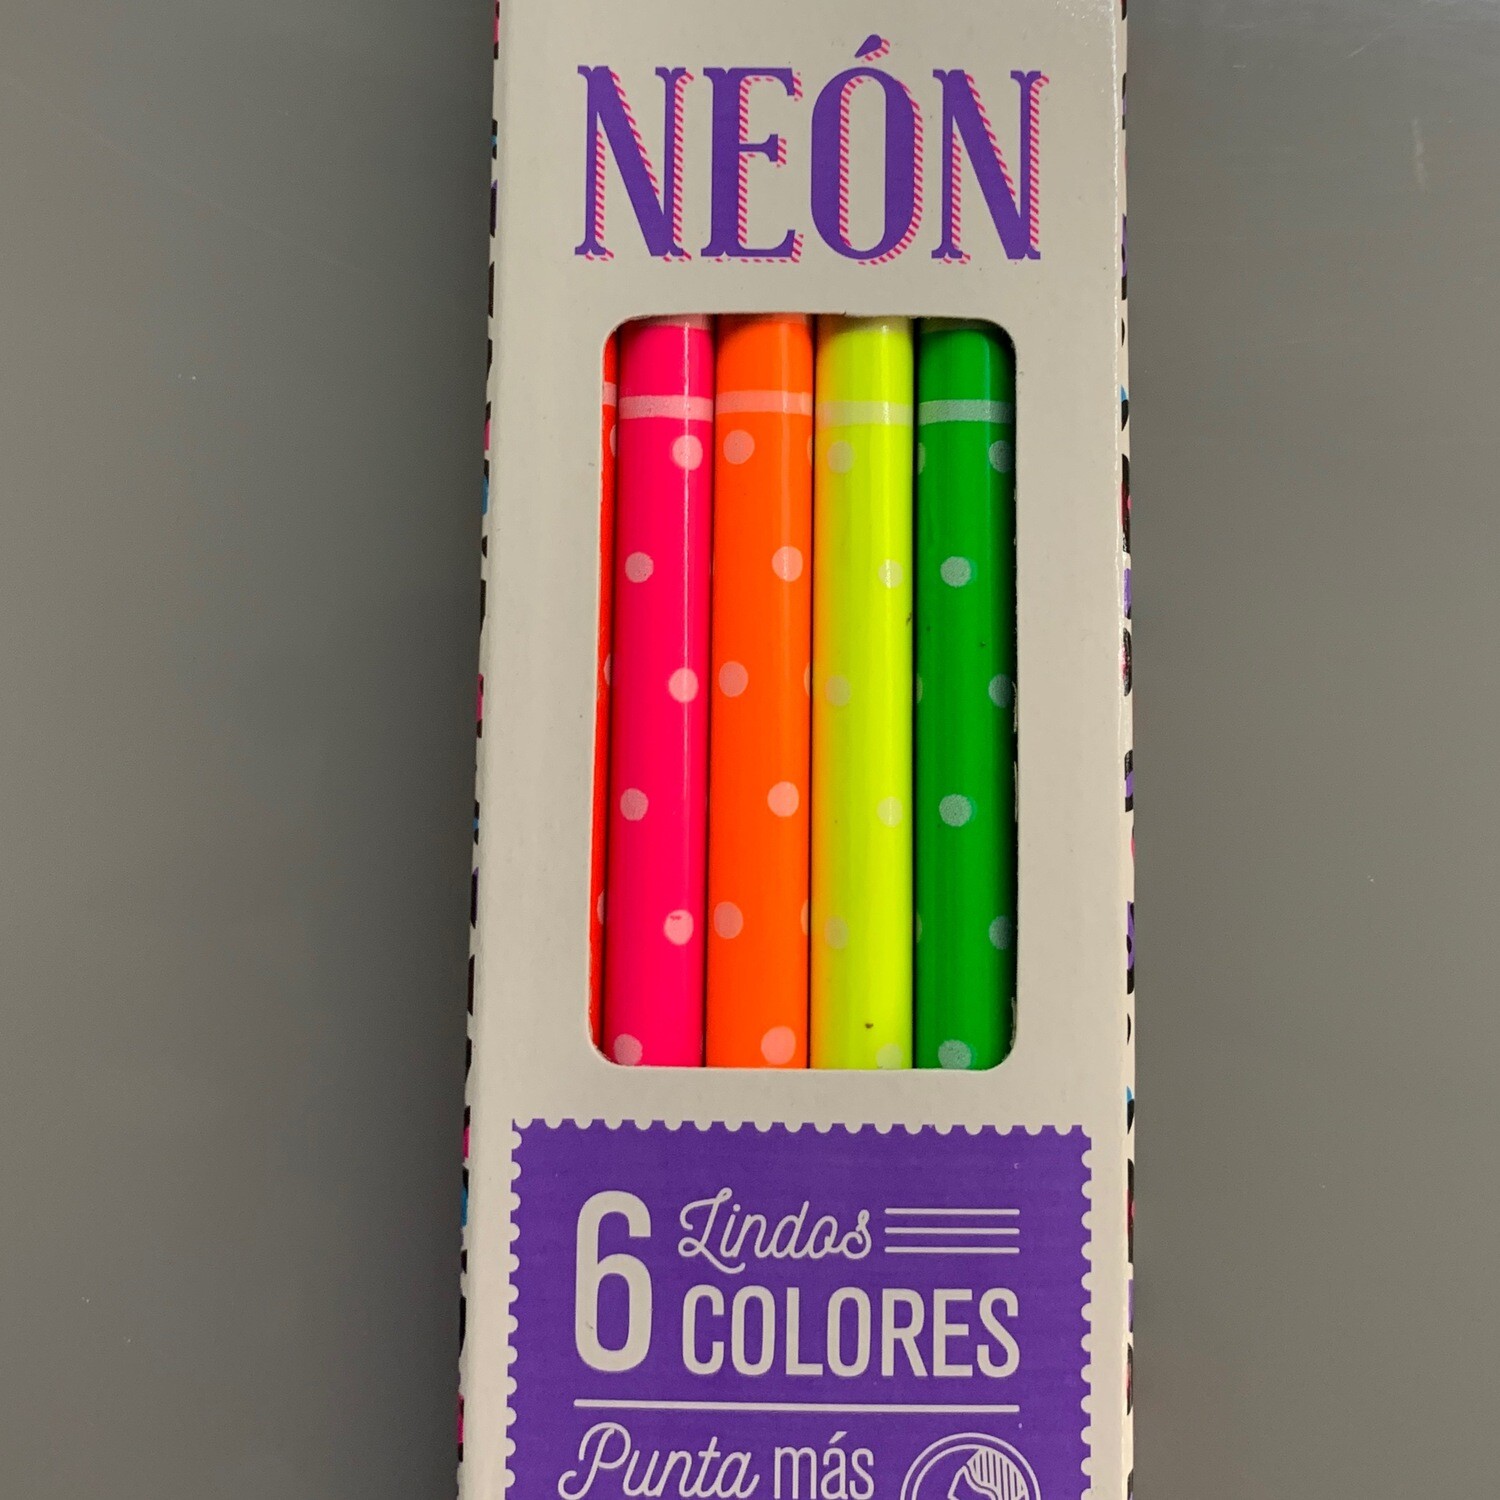 NEÓN
6 Lindos
COLORES
Punta más